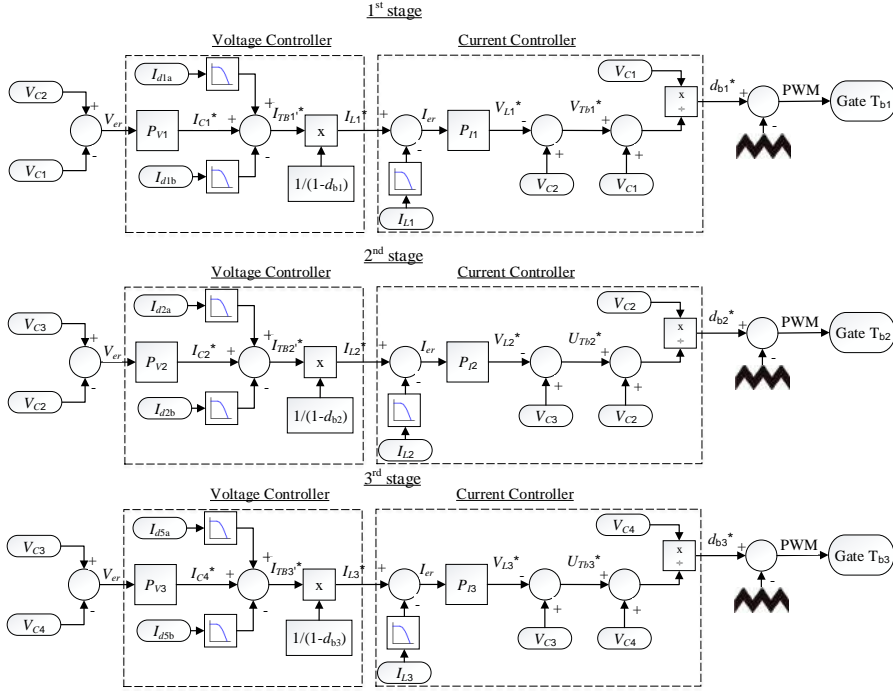 1st stage
Voltage Controller
Current Controller
VC2
VC1
Ver
+
-
Id1a
Id1b
PV1
IC1*
+
+
-
ITB1'*
x
1/(1-db1)
IL1*
+
-
Ier
IL1
PI1
VL1*
-
+
VC2
VTb1*
+
+
VC1
VC1
x
÷
db1*
+
-
PWM
Gate Tb1
2nd stage
Voltage Controller
Current Controller
VC3
VC2
Ver
+
-
Id2a
Id2b
PV2
IC2*
+
+
-
ITB2'*
x
1/(1-db2)
IL2*
+
-
Ier
IL2
PI2
VL2*
-
+
VC3
UTb2*
+
+
VC2
VC2
x
÷
db2*
+
-
PWM
Gate Tb2
3rd stage
Voltage Controller
Current Controller
VC3
VC4
Ver
+
-
Id5a
Id5b
PV3
IC4*
+
+
-
ITB3'*
x
1/(1-db3)
IL3*
+
-
Ier
IL3
PI3
VL3*
-
+
VC3
UTb3*
+
+
VC4
VC4
x
÷
db3*
+
-
PWM
Gate Tb3